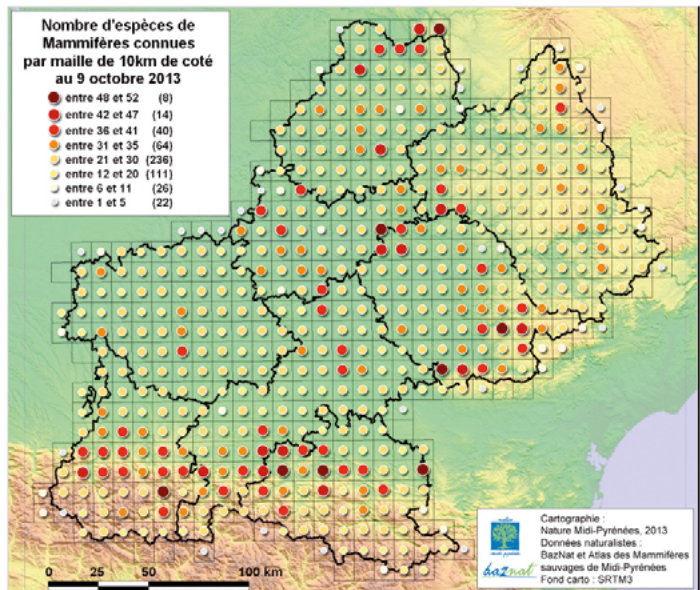 Nombre d'espèces de
Mammifères connues
par maille de 10km de coté
au 9 octobre 2013
entre 48 et 52 (8)
entre 42 et 47 (14)
entre 36 et 41 (40)
entre 31 et 35 (64)
entre 21 et 30 (236)
entre 12 et 20 (111)
entre 6 et 11 (26)
entre 1 et 5 (22)
0 25 50 100 km
nature
midi-pyrénées
baznat
Cartographie :
Nature Midi-Pyrénées, 2013
Données naturalistes :
BazNat et Atlas des Mammifères
sauvages de Midi-Pyrénées
Fond carto : SRTM3